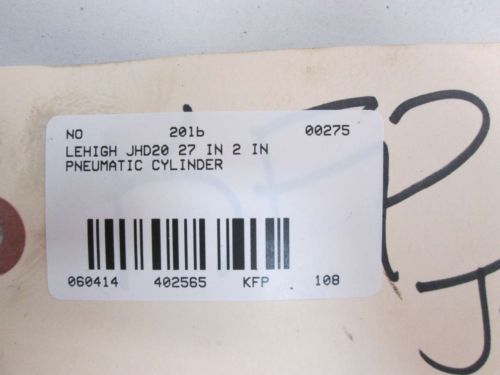 NO 201b 00275
LEHIGH JHD20 27 IN 2 IN
PNEUMATIC CYLINDER
060414 402565 KFP 108